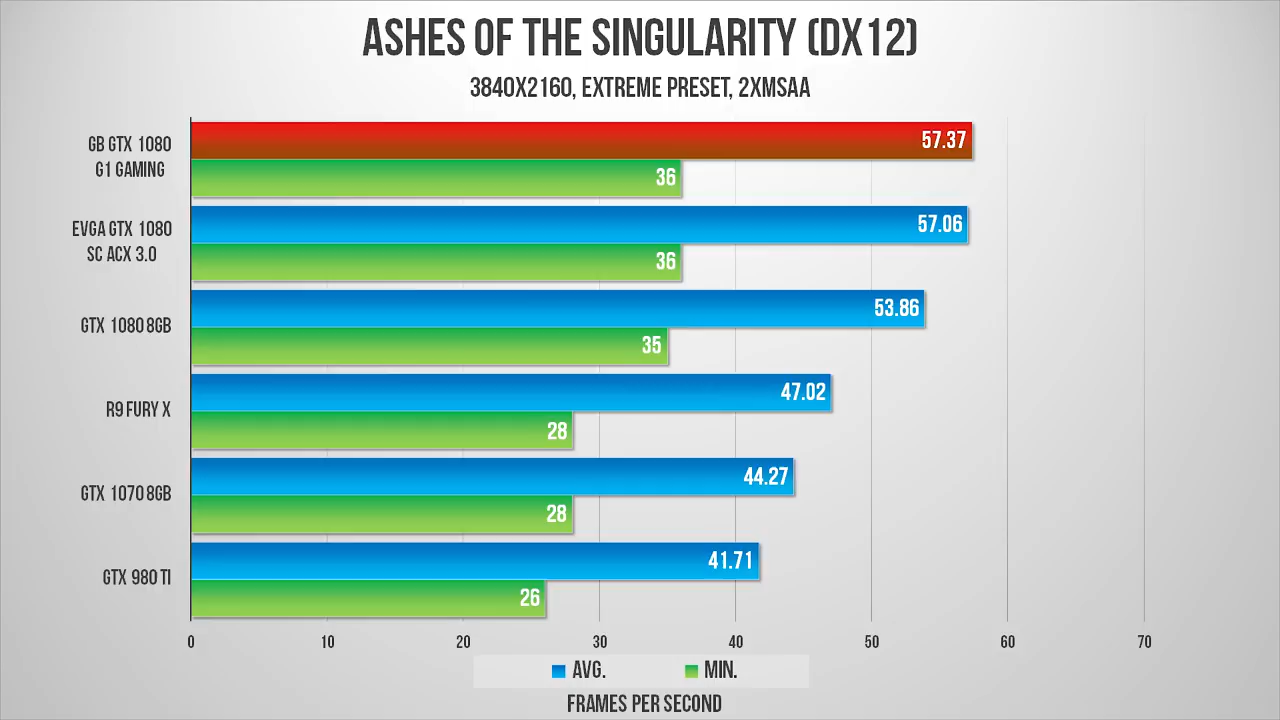 ASHES OF THE SINGULARITY (DX12)
3840X2160, EXTREME PRESET, 2XMSAA
GB GTX 1080
G1 GAMING
57.37
36
EVGA GTX 1080
SC ACX 3.0
57.06
36
GTX 1080 8GB
53.86
35
R9 FURY X
47.02
28
GTX 1070 8GB
44.27
28
GTX 980 TI
41.71
26
0 10 20 30 40 50 60 70
AVG. MIN.
FRAMES PER SECOND